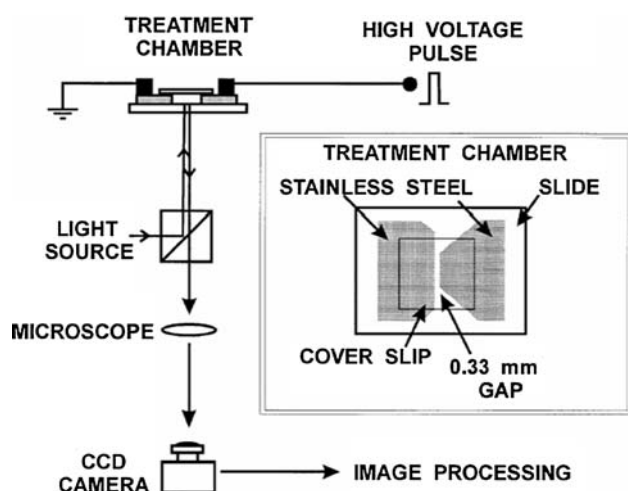 TREATMENT
CHAMBER
HIGH VOLTAGE
PULSE
TREATMENT CHAMBER
STAINLESS STEEL
SLIDE
LIGHT
SOURCE
MICROSCOPE
COVER SLIP
0.33 mm
GAP
CCD
CAMERA
IMAGE PROCESSING